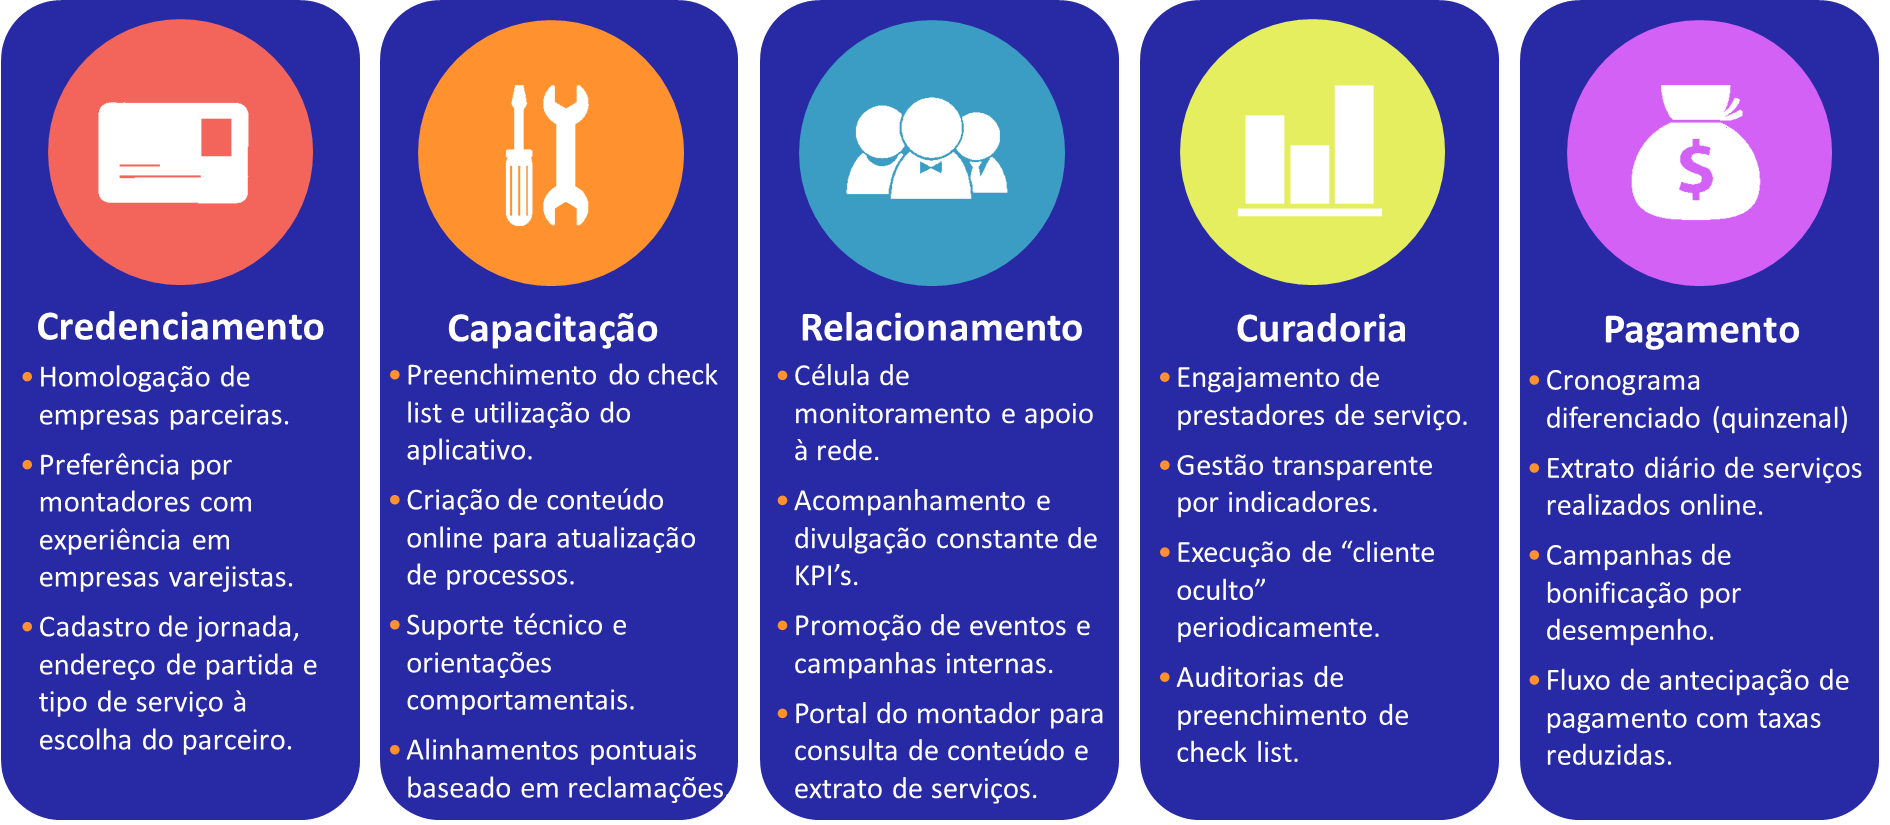 Credenciamento
• Homologação de
empresas parceiras.
• Preferência por
montadores com
experiência em
empresas varejistas.
• Cadastro de jornada,
endereço de partida e
tipo de serviço à
escolha do parceiro.
Capacitação
• Preenchimento do check
list e utilização do
aplicativo.
• Criação de conteúdo
online para atualização
de processos.
• Suporte técnico e
orientações
comportamentais.
• Alinhamentos pontuais
baseado em reclamações
Relacionamento
• Célula de
monitoramento e apoio
à rede.
• Acompanhamento e
divulgação constante de
KPI’s.
• Promoção de eventos e
campanhas internas.
• Portal do montador para
consulta de conteúdo e
extrato de serviços.
Curadoria
• Engajamento de
prestadores de serviço.
• Gestão transparente
por indicadores.
• Execução de “cliente
oculto”
periodicamente.
• Auditorias de
preenchimento de
check list.
$
Pagamento
• Cronograma
diferenciado (quinzenal)
• Extrato diário de serviços
realizados online.
• Campanhas de
bonificação por
desempenho.
• Fluxo de antecipação de
pagamento com taxas
reduzidas.